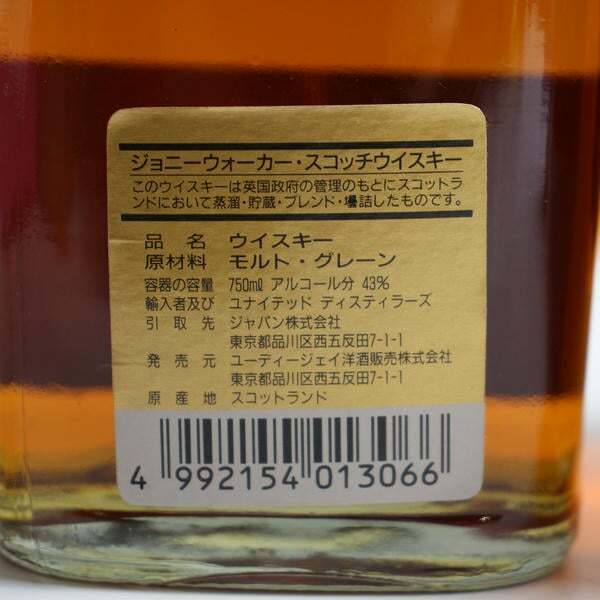 ジョニーウォーカー・スコッチウイスキー
このウイスキーは英国政府の管理のもとにスコットラ
ンドにおいて蒸溜・貯蔵・ブレンド・壜詰したものです。
品名 ウイスキー
原材料 モルト・グレーン
容器の容量 750mℓ アルコール分 43%
輸入者及び ユナイテッド ディスティラーズ
引取先 ジャパン株式会社
東京都品川区西五反田7-1-1
発売元 ユーディージェイ洋酒販売株式会社
東京都品川区西五反田7-1-1
原産地 スコットランド
4 992154 013066